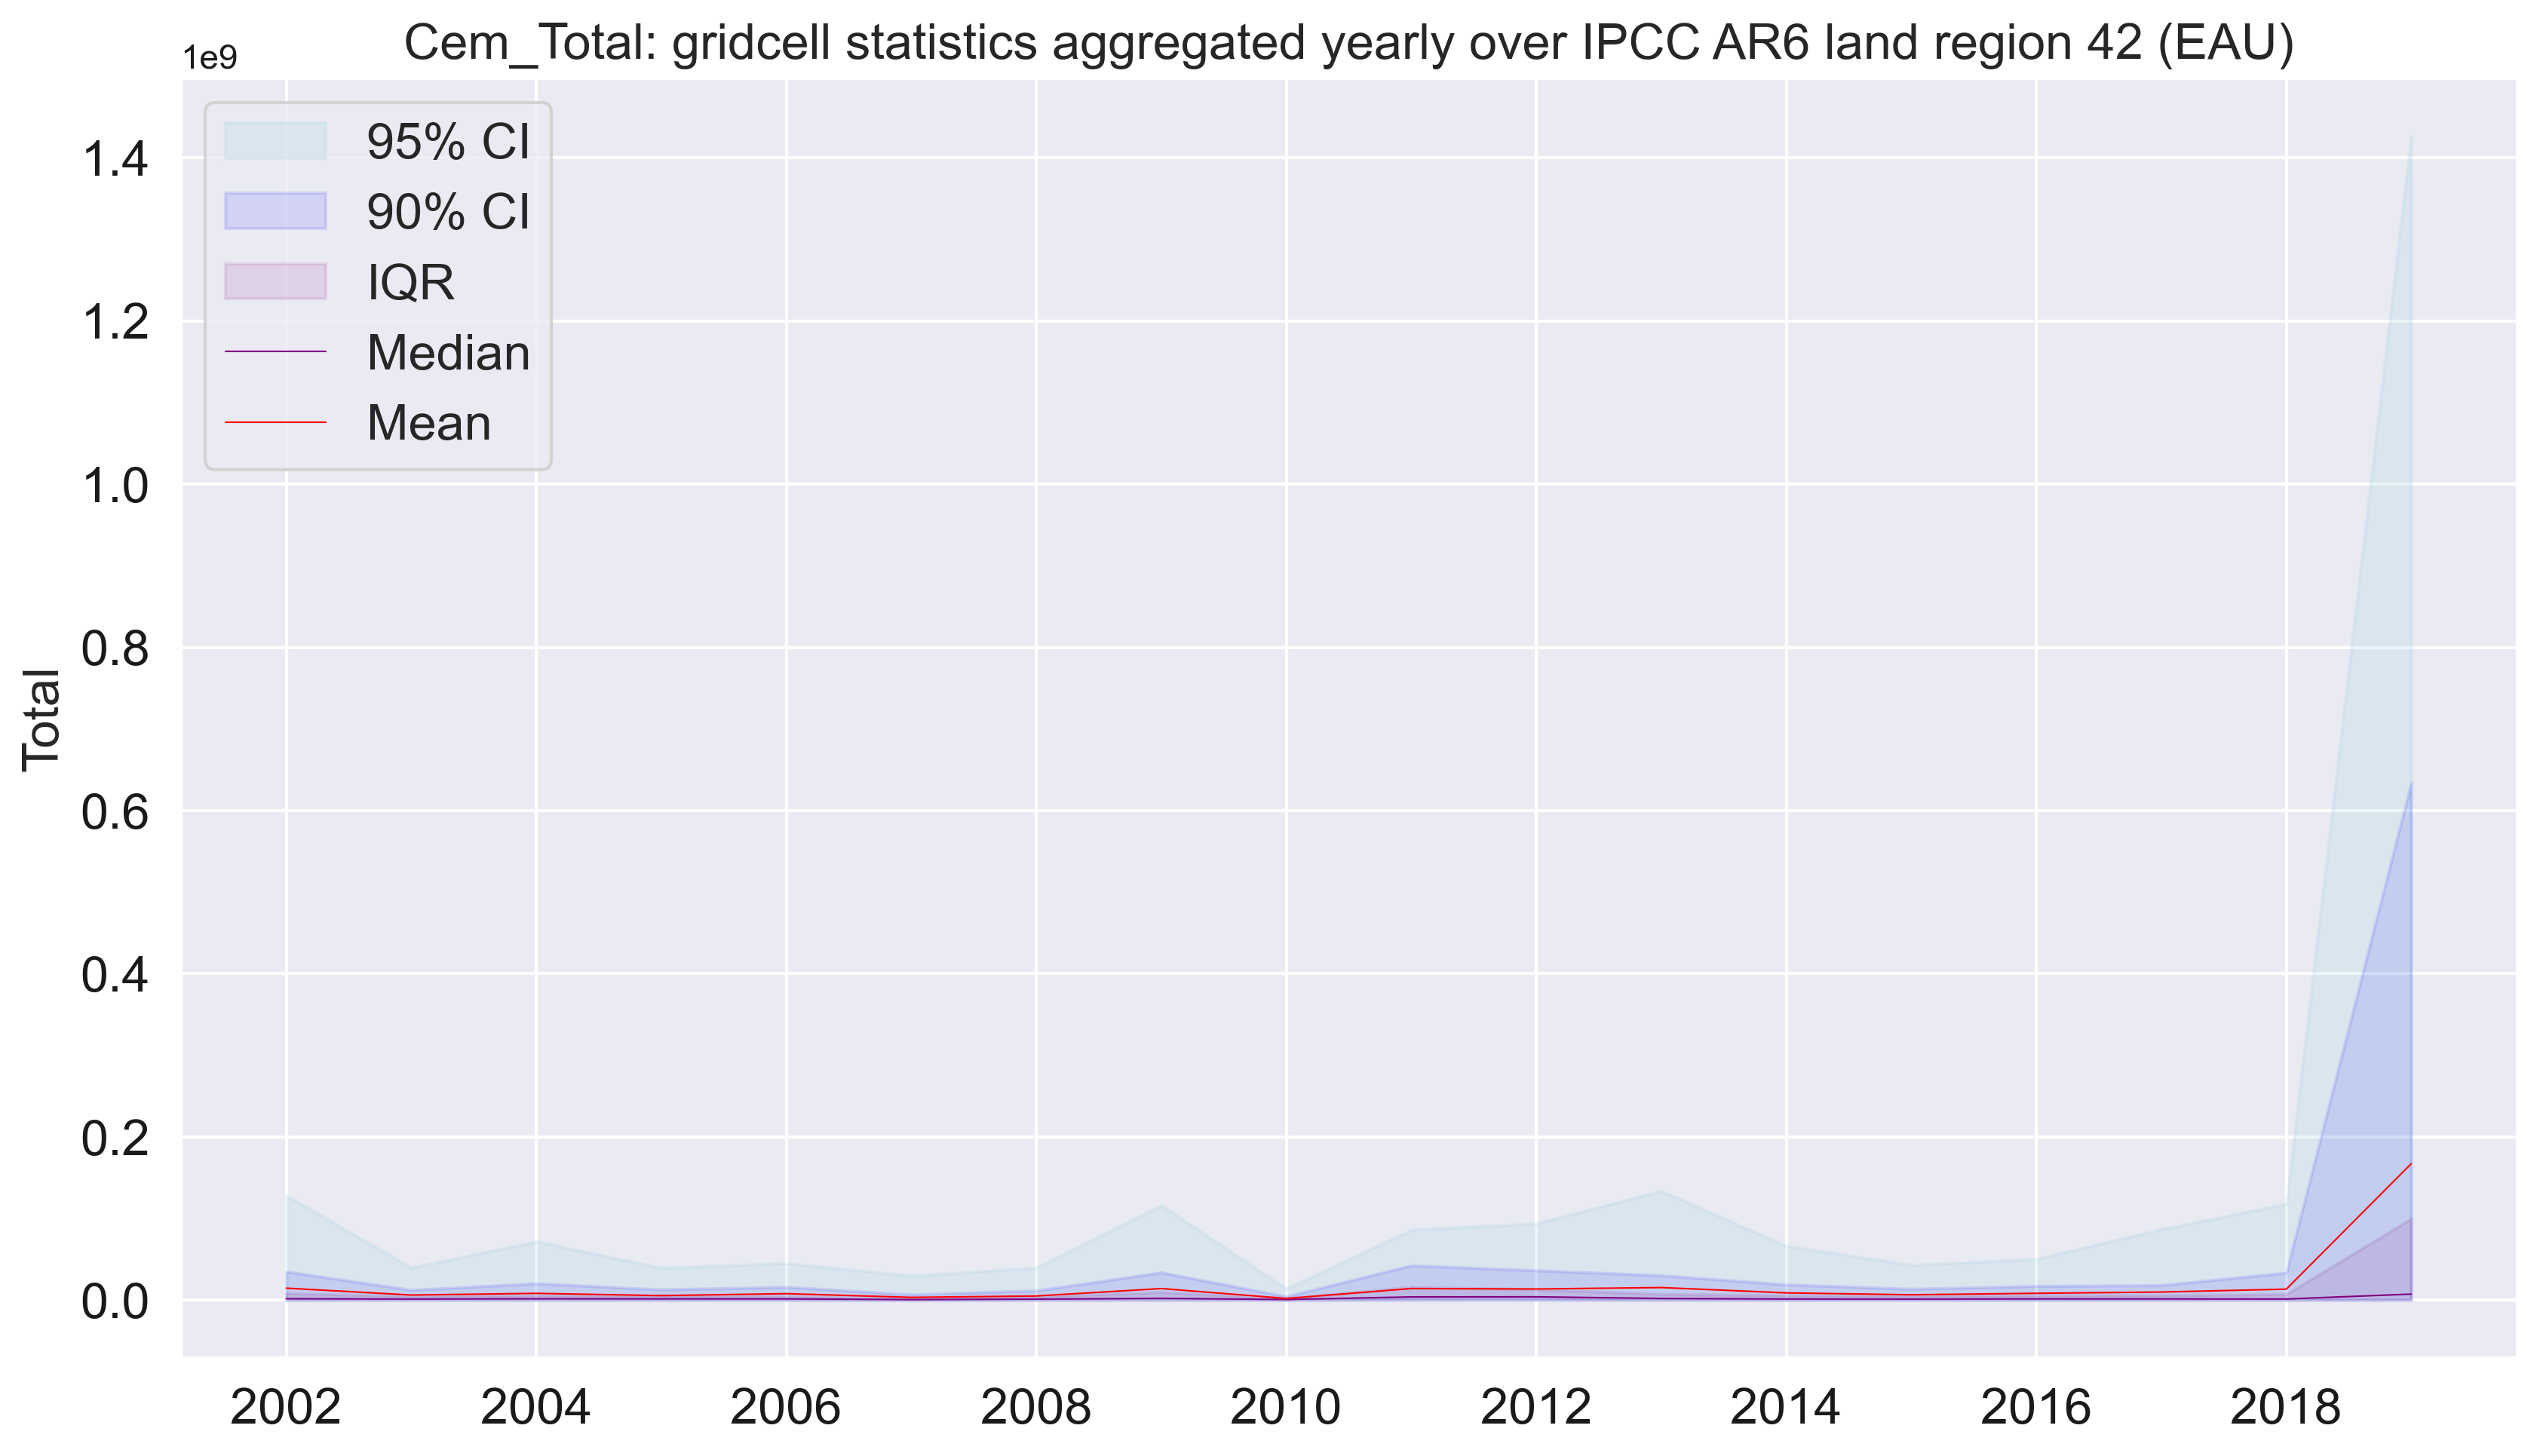 Cem_Total: gridcell statistics aggregated yearly over IPCC AR6 land region 42 (EAU)
1e9
95% CI
90% CI
IQR
Median
Mean
1.4
1.2
1.0
0.8
0.6
0.4
0.2
0.0
Total
2002 2004 2006 2008 2010 2012 2014 2016 2018